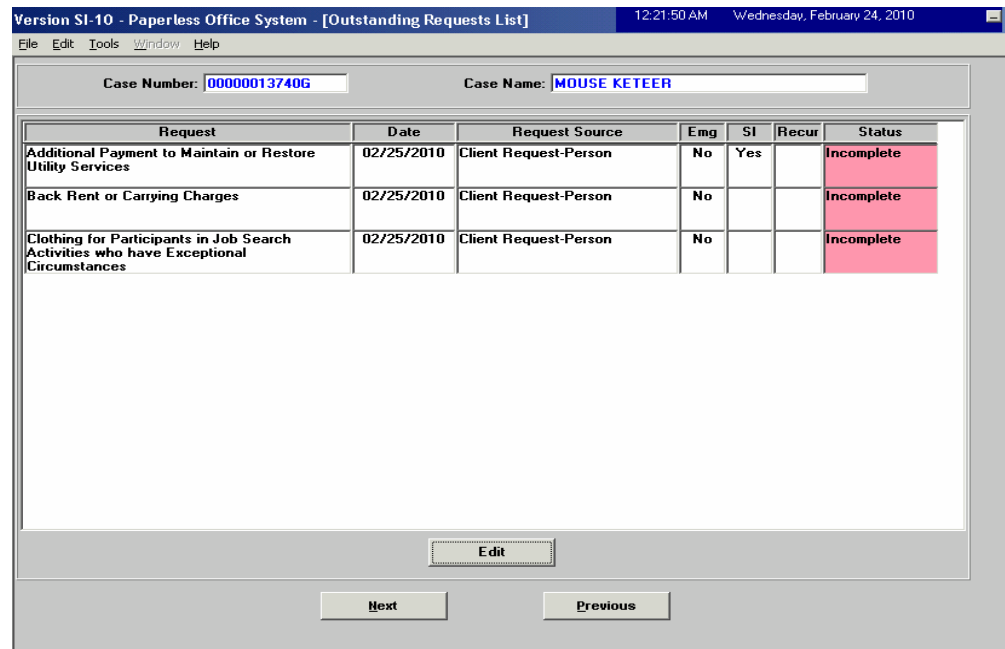 Version SI-10 - Paperless Office System - [Outstanding Requests List] 12:21:50 AM Wednesday, February 24, 2010
File Edit Tools Window Help
Case Number: 00000013740G Case Name: MOUSE KETEER
Request Date Request Source Emg SI Recur Status
Additional Payment to Maintain or Restore 02/25/2010 Client Request-Person No Yes Incomplete
Utility Services
Back Rent or Carrying Charges 02/25/2010 Client Request-Person No Incomplete
Clothing for Participants in Job Search 02/25/2010 Client Request-Person No Incomplete
Activities who have Exceptional
Circumstances
Edit
Next Previous